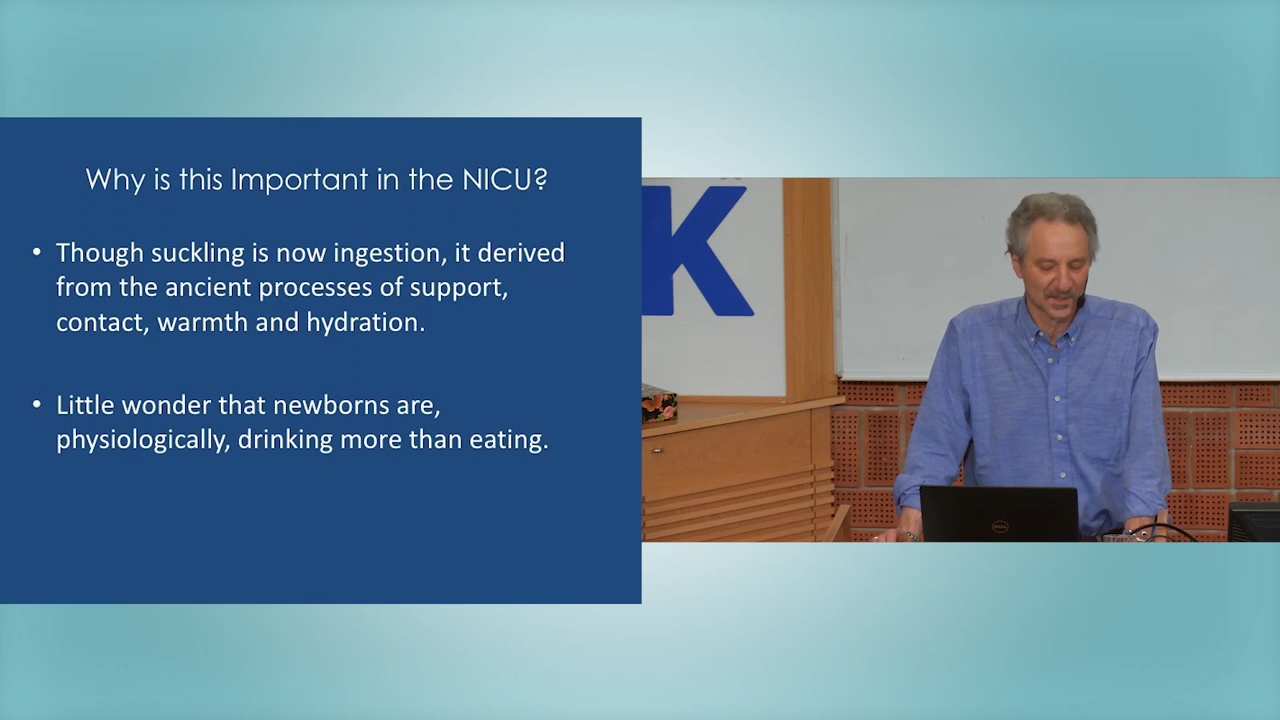 Why is this Important in the NICU?
• Though suckling is now ingestion, it derived
from the ancient processes of support,
contact, warmth and hydration.
• Little wonder that newborns are,
physiologically, drinking more than eating.
K
DELL